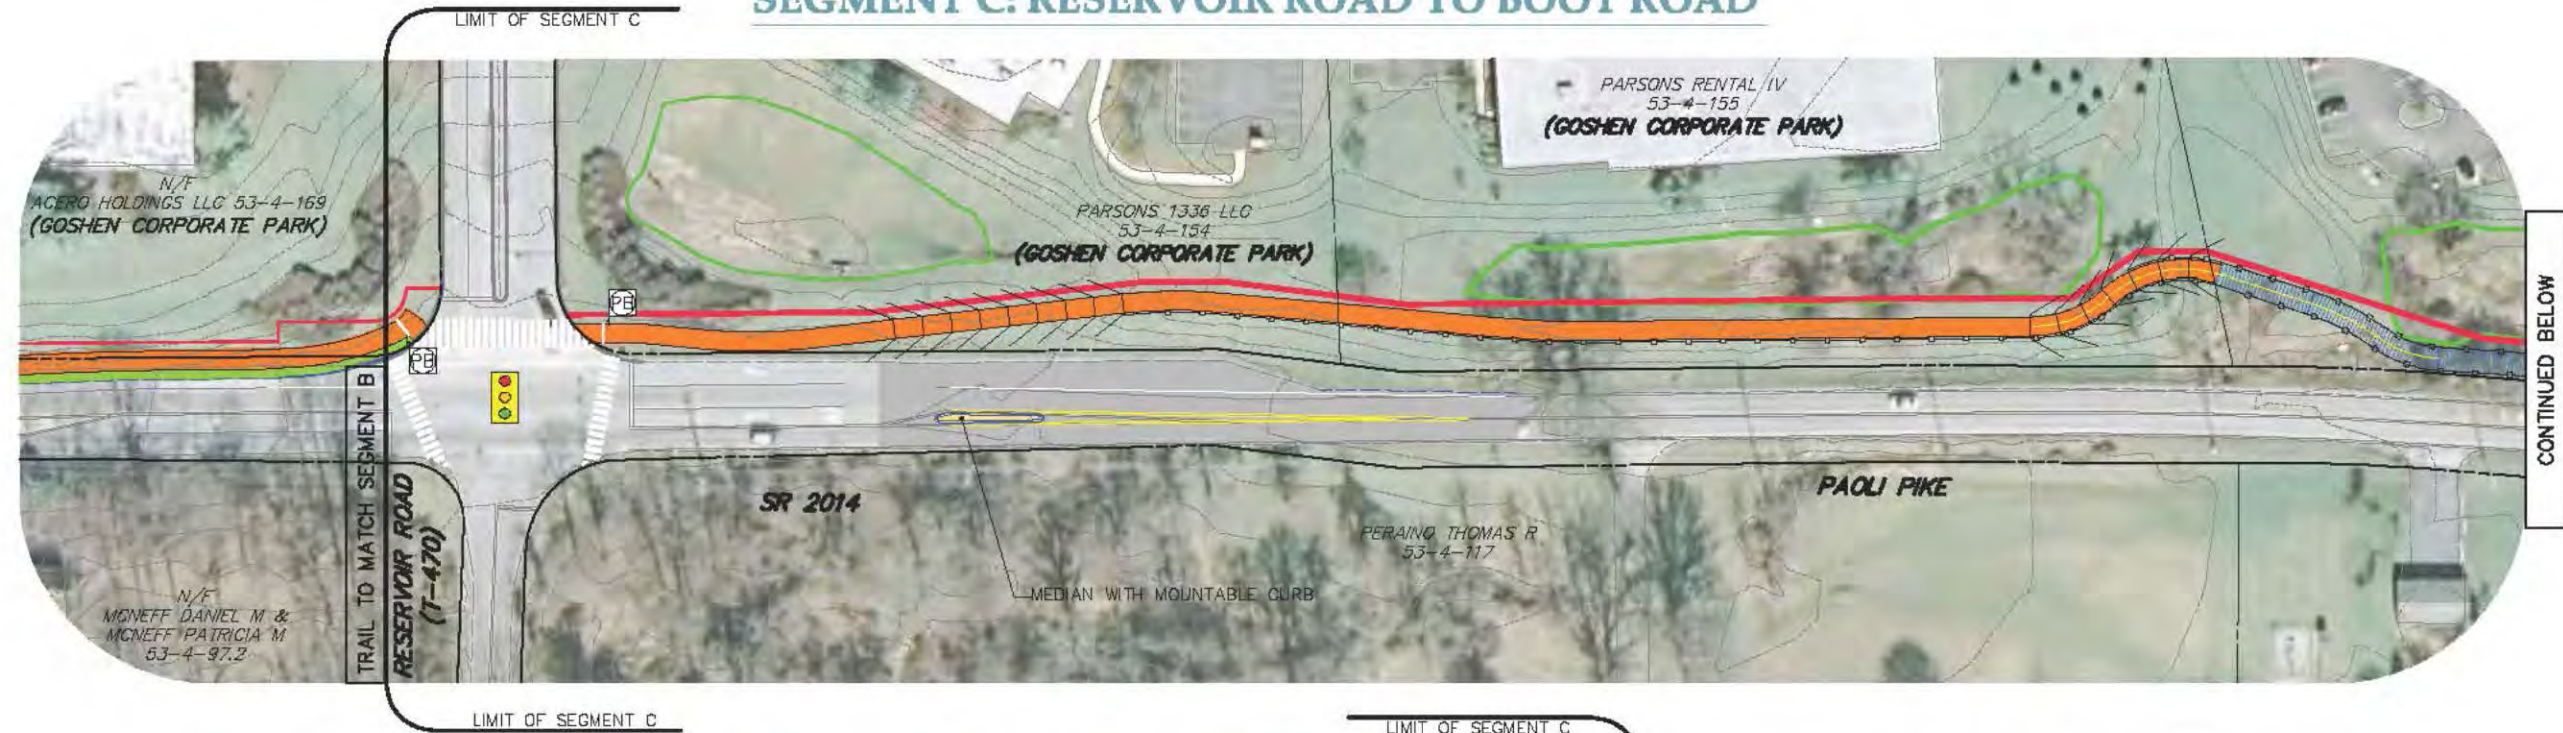 SEGMENT C: RESERVOIR ROAD TO BOOT ROAD
LIMIT OF SEGMENT C
PARSONS RENTAL IV
53-4-155
(GOSHEN CORPORATE PARK)
N/F
ACERO HOLDINGS LLC 53-4-169
(GOSHEN CORPORATE PARK)
PARSONS 1336 LLC
53-4-154
(GOSHEN CORPORATE PARK)
PB
PB
CONTINUED BELOW
TRAIL TO MATCH SEGMENT B
RESERVOIR ROAD
(T-470)
SR 2014
PAOLI PIKE
PERAINO THOMAS R
53-4-117
MEDIAN WITH MOUNTABLE CURB
N/F
MCNEFF DANIEL M &
MCNEFF PATRICIA M
53-4-97.2
LIMIT OF SEGMENT C
LIMIT OF SEGMENT C